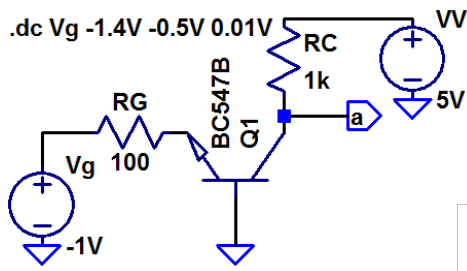 .dc Vg -1.4V -0.5V 0.01V
VV
RC
1k
5V
BC547B
Q1
a
RG
100
Vg
-1V